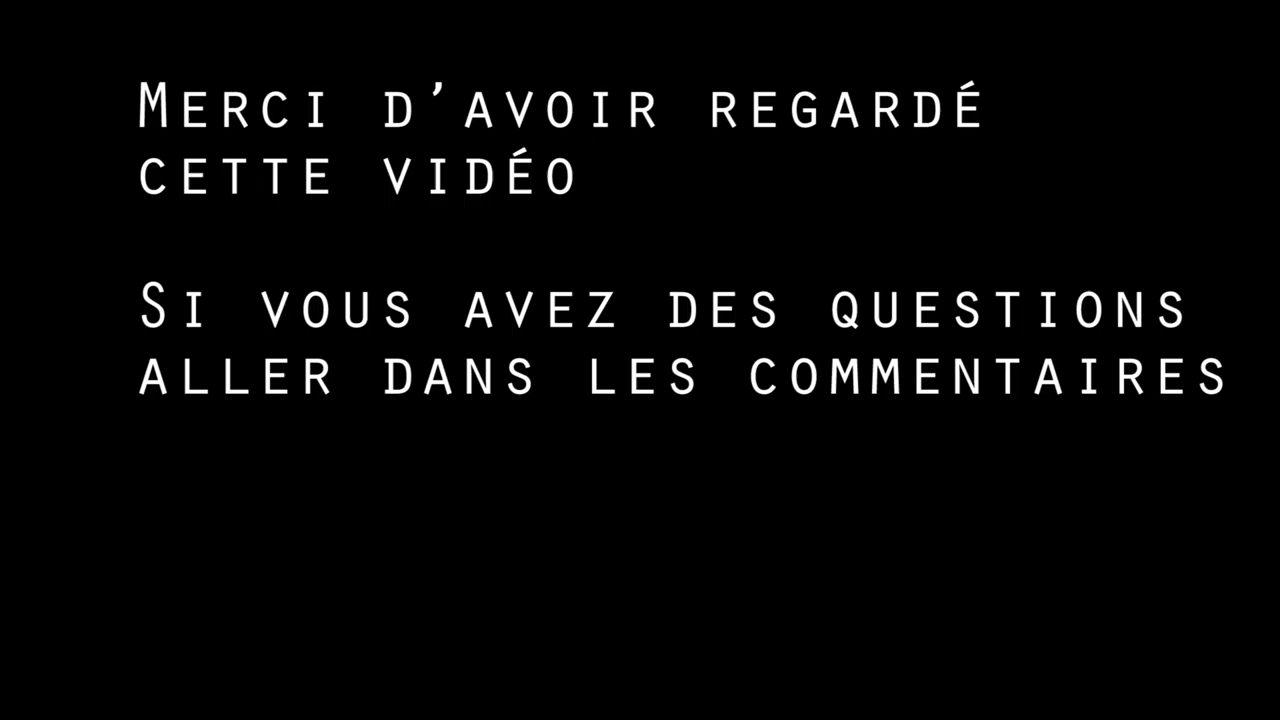 Merci d’avoir regardé
cette vidéo
Si vous avez des questions
aller dans les commentaires